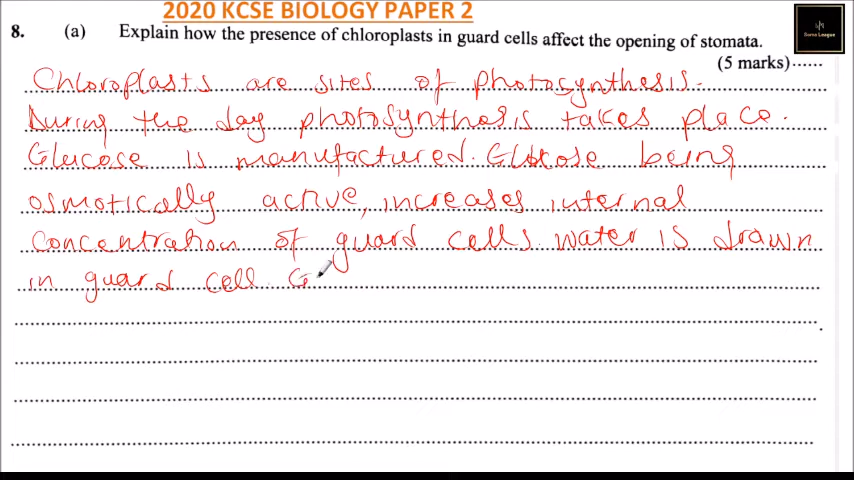 2020 KCSE BIOLOGY PAPER 2
8. (a) Explain how the presence of chloroplasts in guard cells affect the opening of stomata.
(5 marks)
Chloroplasts are sites of photosynthesis.
During the day photosynthesis takes place.
Glucose is manufactured. Glucose being
osmotically active, increases internal
concentration of guard cells. Water is drawn
in guard cell. G
Soma League